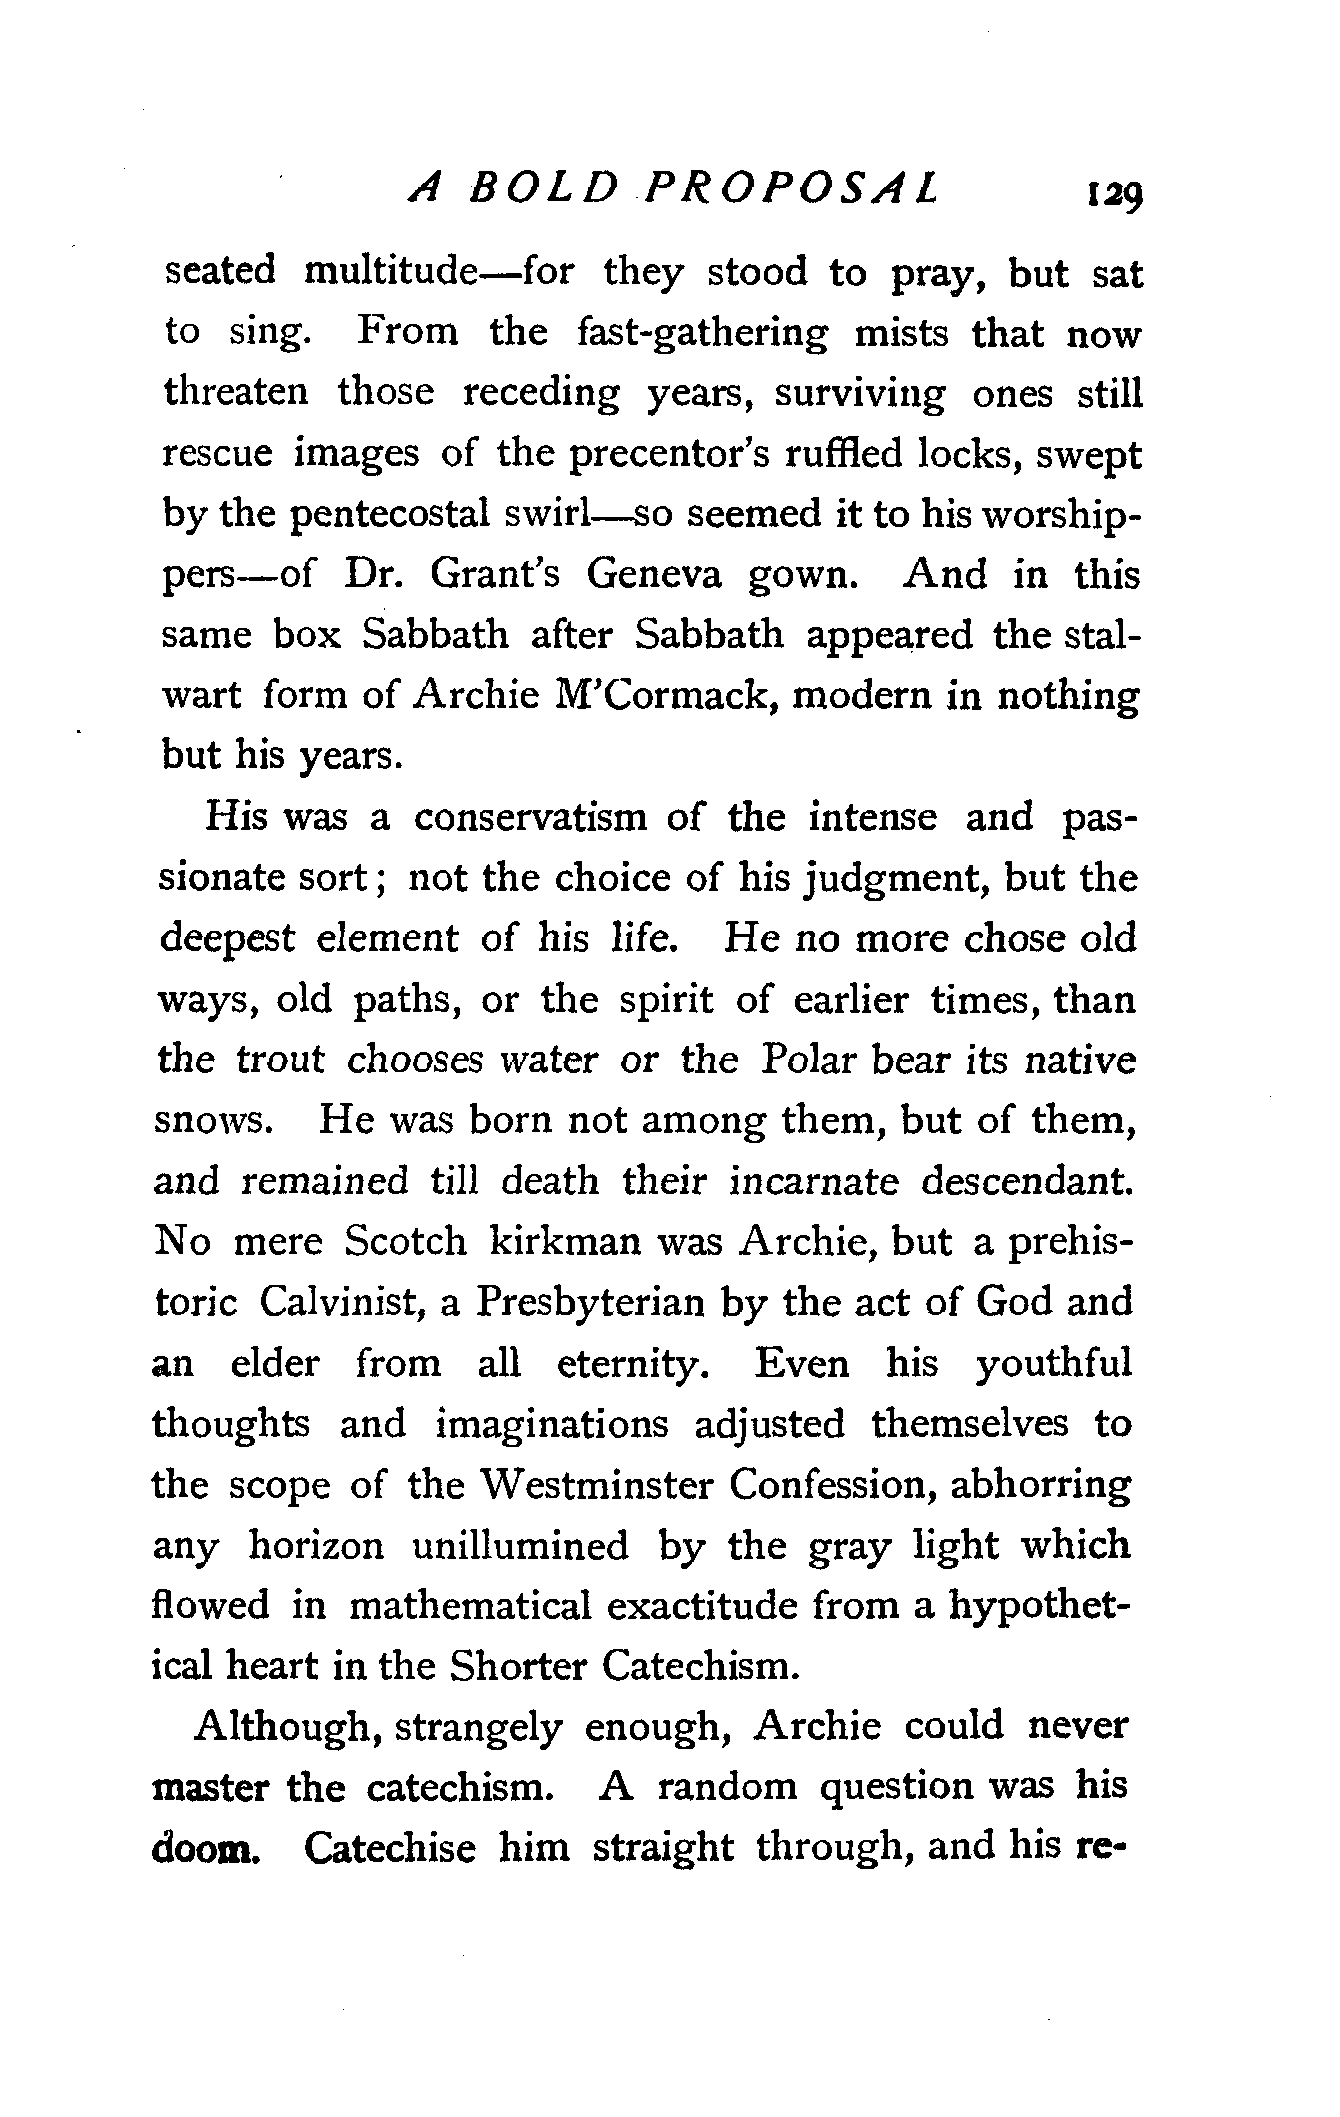 A BOLD PROPOSAL 129
seated multitude—for they stood to pray, but sat
to sing. From the fast-gathering mists that now
threaten those receding years, surviving ones still
rescue images of the precentor's ruffled locks, swept
by the pentecostal swirl—so seemed it to his worship-
pers—of Dr. Grant's Geneva gown. And in this
same box Sabbath after Sabbath appeared the stal-
wart form of Archie M'Cormack, modern in nothing
but his years.
His was a conservatism of the intense and pas-
sionate sort; not the choice of his judgment, but the
deepest element of his life. He no more chose old
ways, old paths, or the spirit of earlier times, than
the trout chooses water or the Polar bear its native
snows. He was born not among them, but of them,
and remained till death their incarnate descendant.
No mere Scotch kirkman was Archie, but a prehis-
toric Calvinist, a Presbyterian by the act of God and
an elder from all eternity. Even his youthful
thoughts and imaginations adjusted themselves to
the scope of the Westminster Confession, abhorring
any horizon unillumined by the gray light which
flowed in mathematical exactitude from a hypothet-
ical heart in the Shorter Catechism.
Although, strangely enough, Archie could never
master the catechism. A random question was his
doom. Catechise him straight through, and his re-